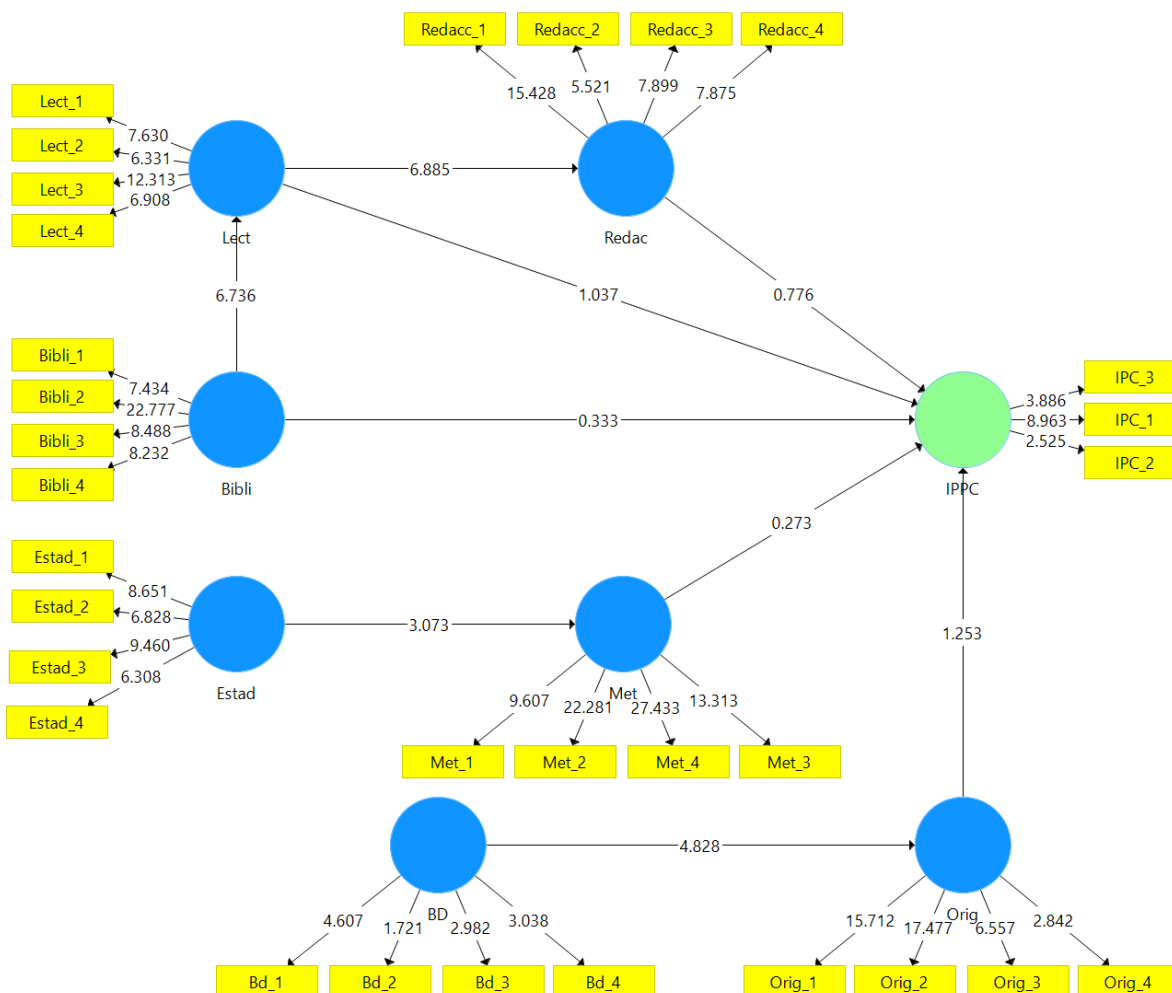 Redacc_1
Redacc_2
Redacc_3
Redacc_4
15.428
5.521
7.899
7.875
Lect_1
Lect_2
Lect_3
Lect_4
7.630
6.331
12.313
6.908
Lect
6.885
Redac
6.736
1.037
0.776
Bibli_1
Bibli_2
Bibli_3
Bibli_4
7.434
22.777
8.488
8.232
Bibli
0.333
IPPC
3.886
8.963
2.525
IPC_3
IPC_1
IPC_2
0.273
Estad_1
Estad_2
Estad_3
Estad_4
8.651
6.828
9.460
6.308
Estad
3.073
Met
9.607
22.281
27.433
13.313
Met_1
Met_2
Met_4
Met_3
1.253
BD
4.828
Orig
4.607
1.721
2.982
3.038
15.712
17.477
6.557
2.842
Bd_1
Bd_2
Bd_3
Bd_4
Orig_1
Orig_2
Orig_3
Orig_4